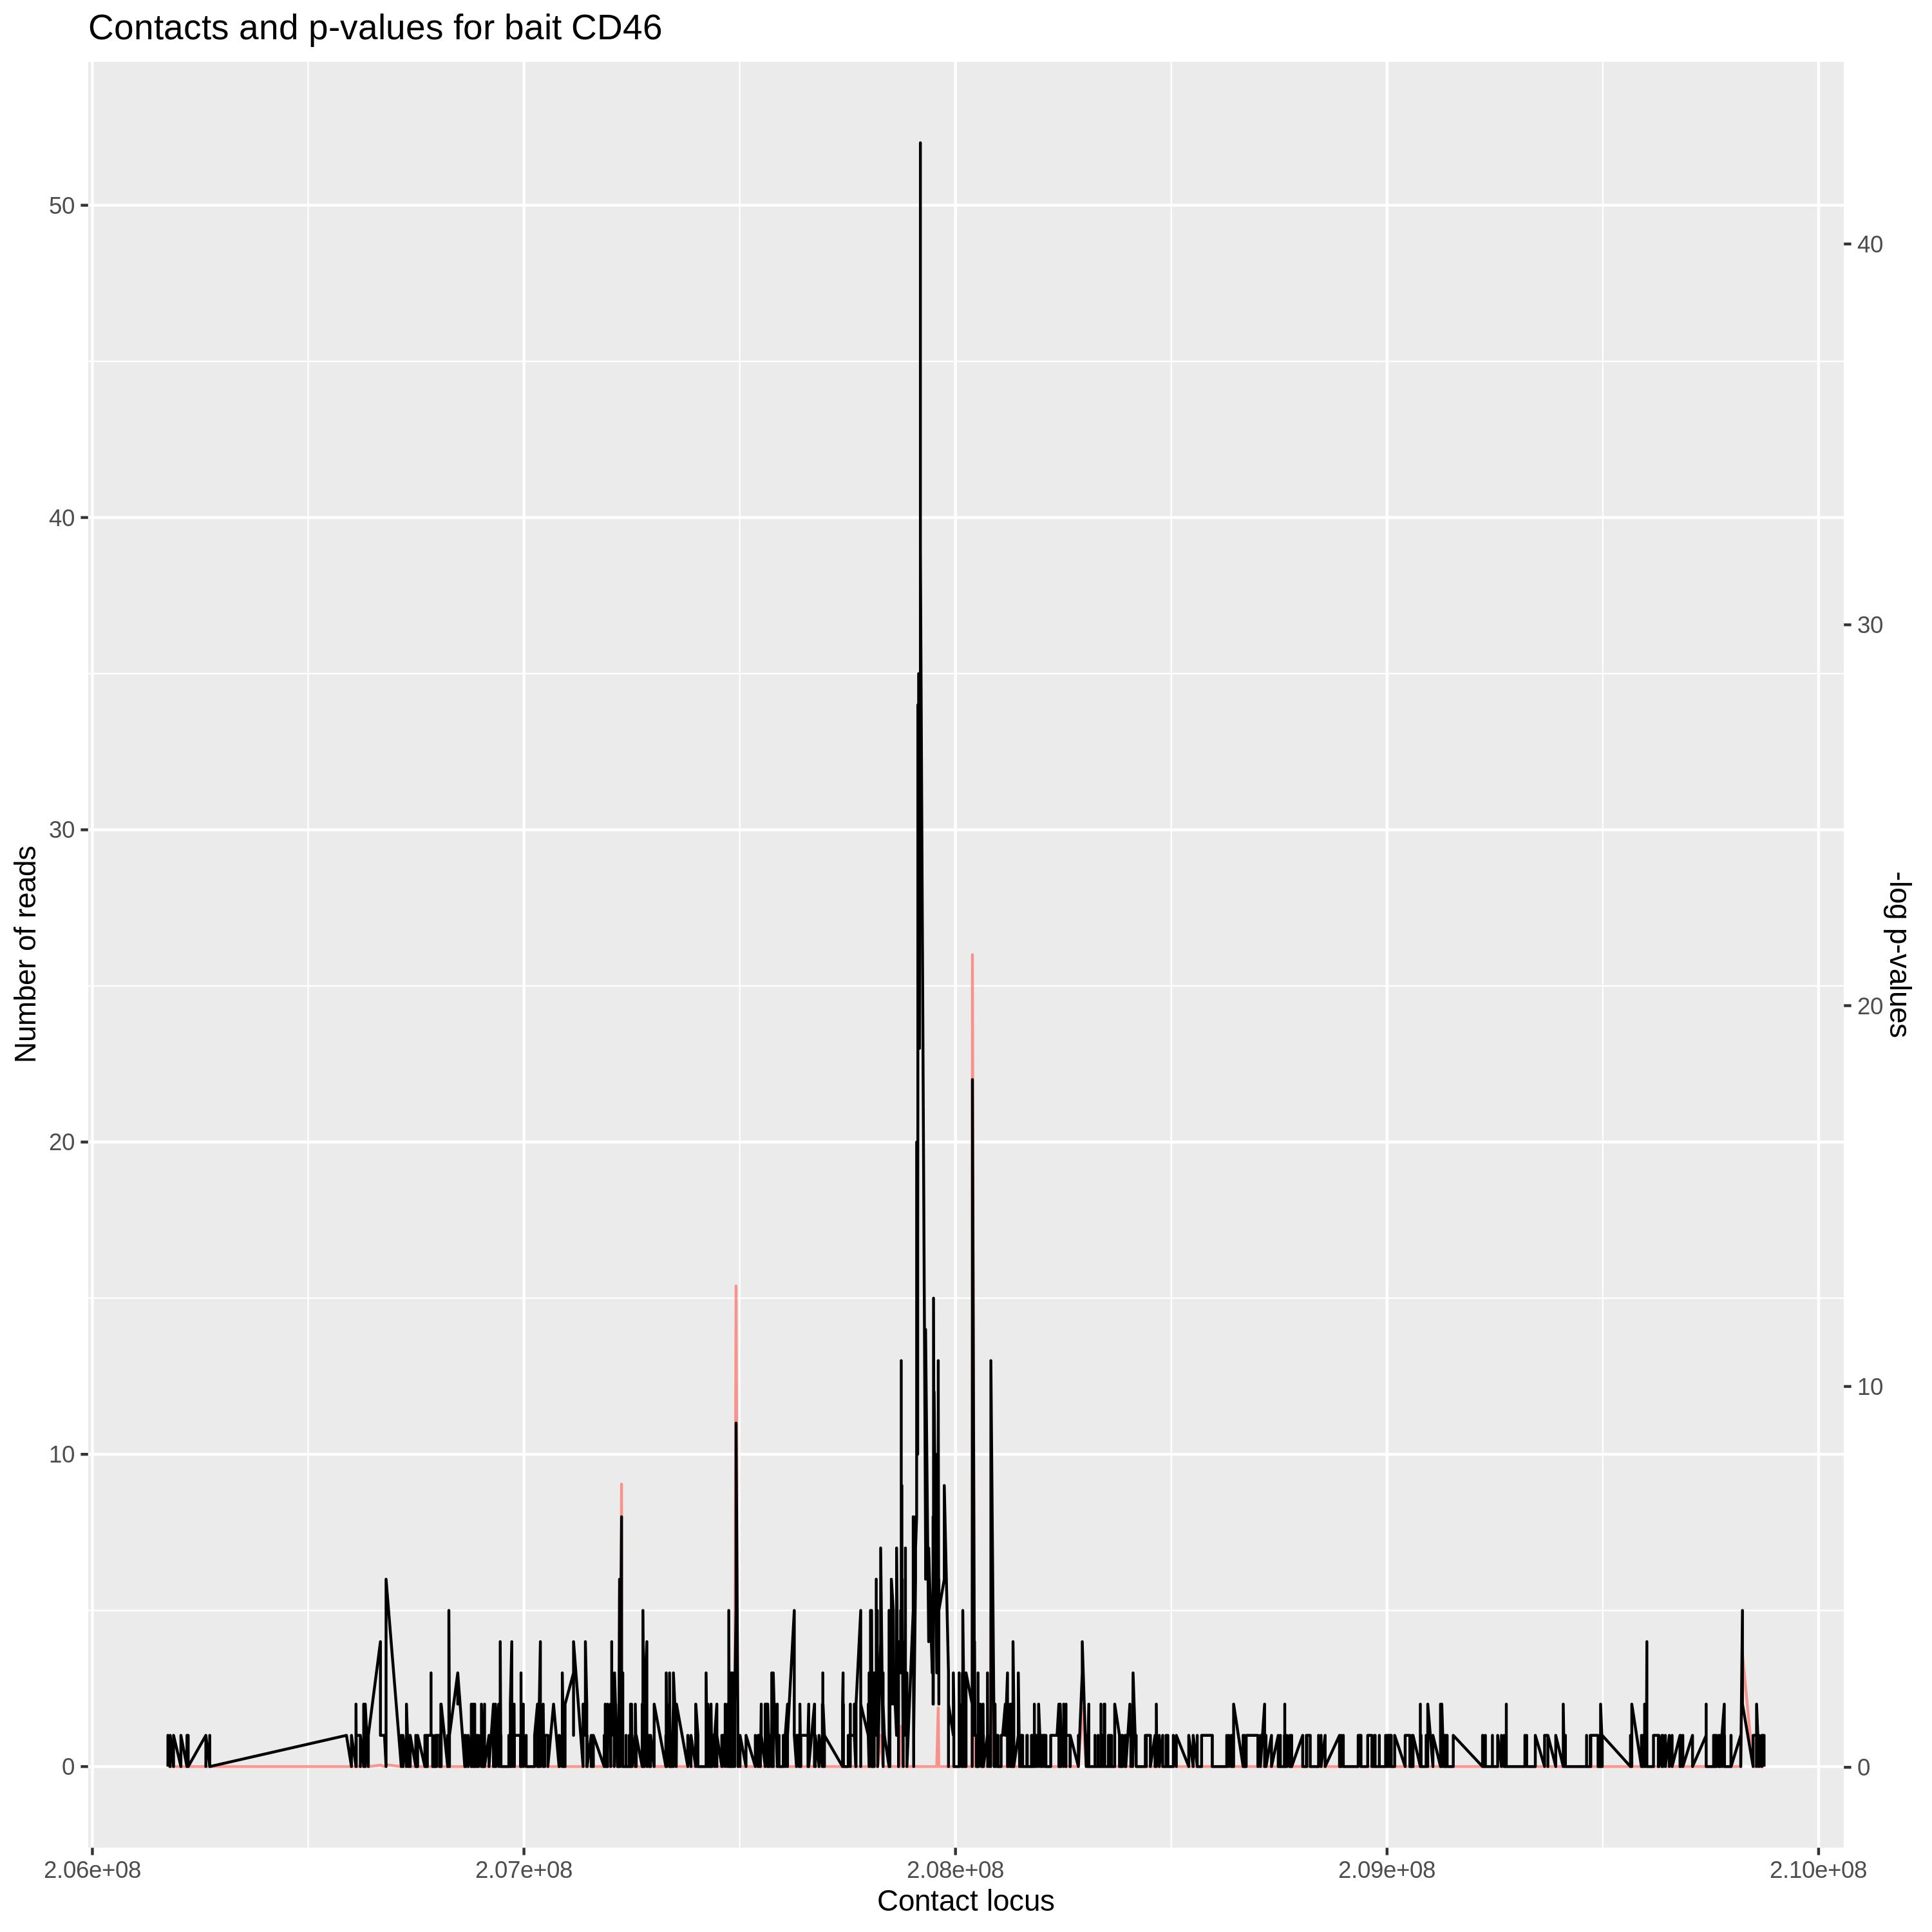 Contacts and p-values for bait CD46
50
40
30
20
10
0
Number of reads
40
30
20
10
0
-log p-values
2.06e+08 2.07e+08 2.08e+08 2.09e+08 2.10e+08
Contact locus